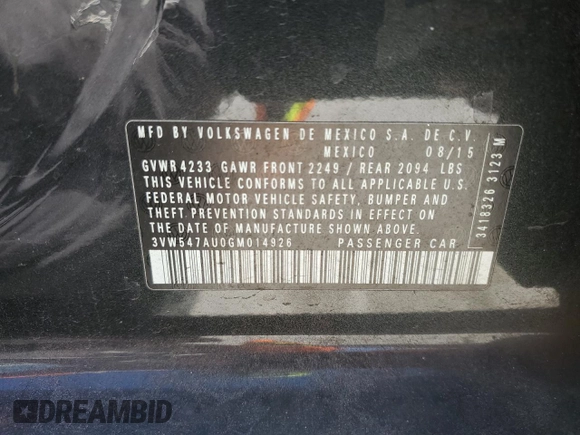 MFD BY VOLKSWAGEN DE MEXICO S.A. DE C.V.
MEXICO 08/15
GVWR 4233 GAWR FRONT 2249 / REAR 2094 LBS
THIS VEHICLE CONFORMS TO ALL APPLICABLE U.S.
FEDERAL MOTOR VEHICLE SAFETY, BUMPER AND
THEFT PREVENTION STANDARDS IN EFFECT ON
THE DATE OF MANUFACTURE SHOWN ABOVE.
3VW547AU0GM014926 PASSENGER CAR
3418326 3123 M
DREAMBID